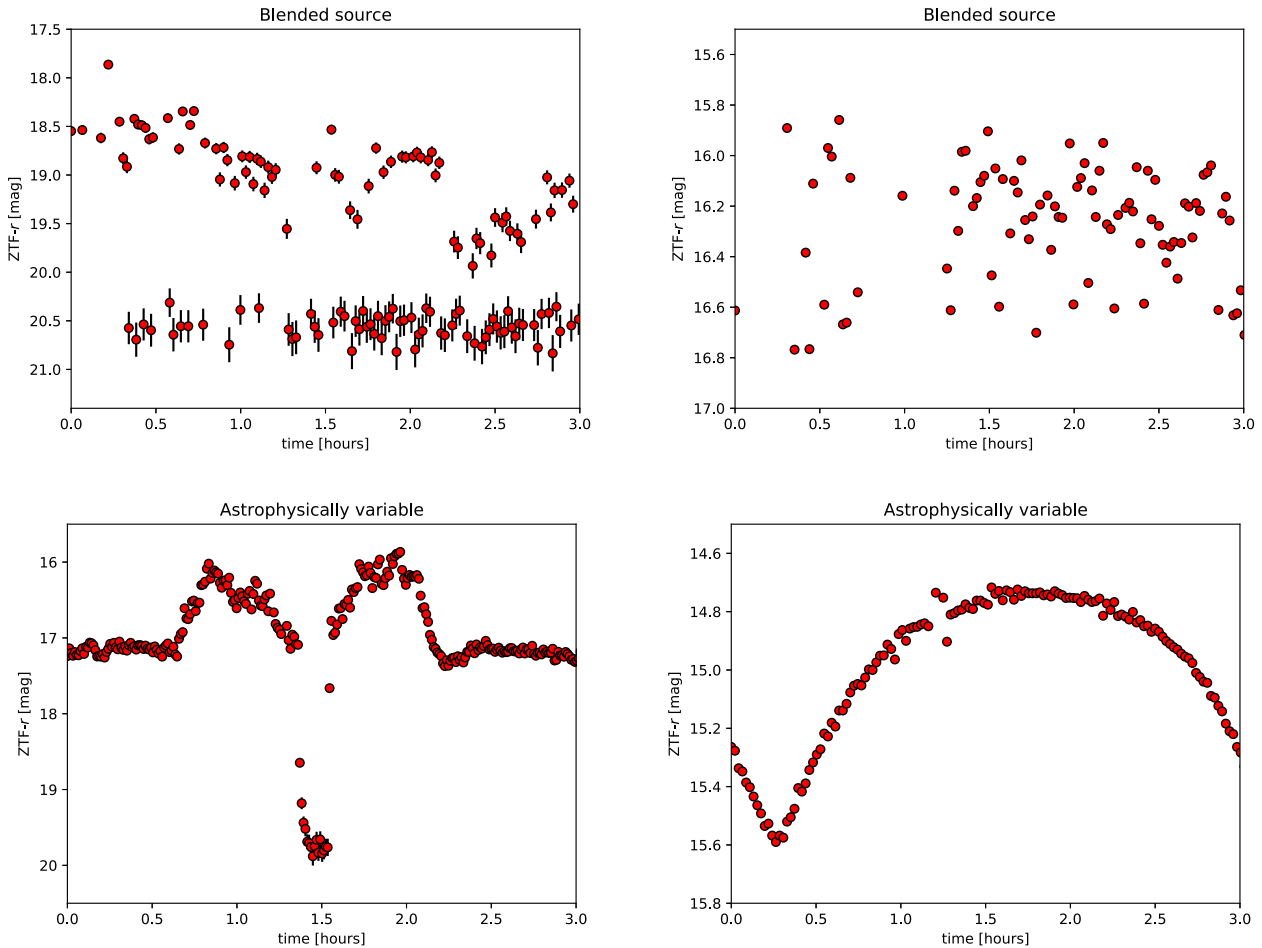 Blended source
17.5
18.0
18.5
19.0
19.5
20.0
20.5
21.0
ZTF-r [mag]
0.0 0.5 1.0 1.5 2.0 2.5 3.0
time [hours]
Blended source
15.6
15.8
16.0
16.2
16.4
16.6
16.8
17.0
ZTF-r [mag]
0.0 0.5 1.0 1.5 2.0 2.5 3.0
time [hours]
Astrophysically variable
16
17
18
19
20
ZTF-r [mag]
0.0 0.5 1.0 1.5 2.0 2.5 3.0
time [hours]
Astrophysically variable
14.6
14.8
15.0
15.2
15.4
15.6
15.8
ZTF-r [mag]
0.0 0.5 1.0 1.5 2.0 2.5 3.0
time [hours]